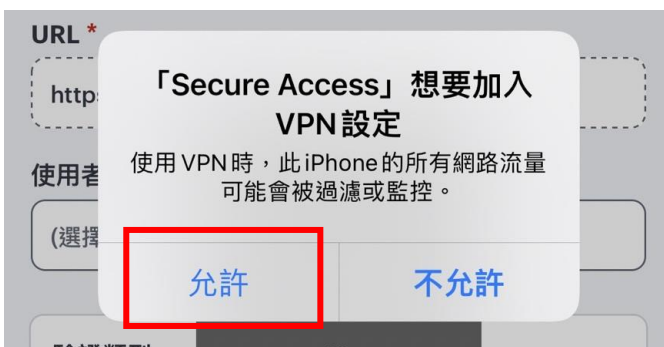 URL *
http
「Secure Access」想要加入
VPN設定
使用VPN時，此iPhone的所有網路流量
可能會被過濾或監控。
使用者
(選擇
允許 不允許